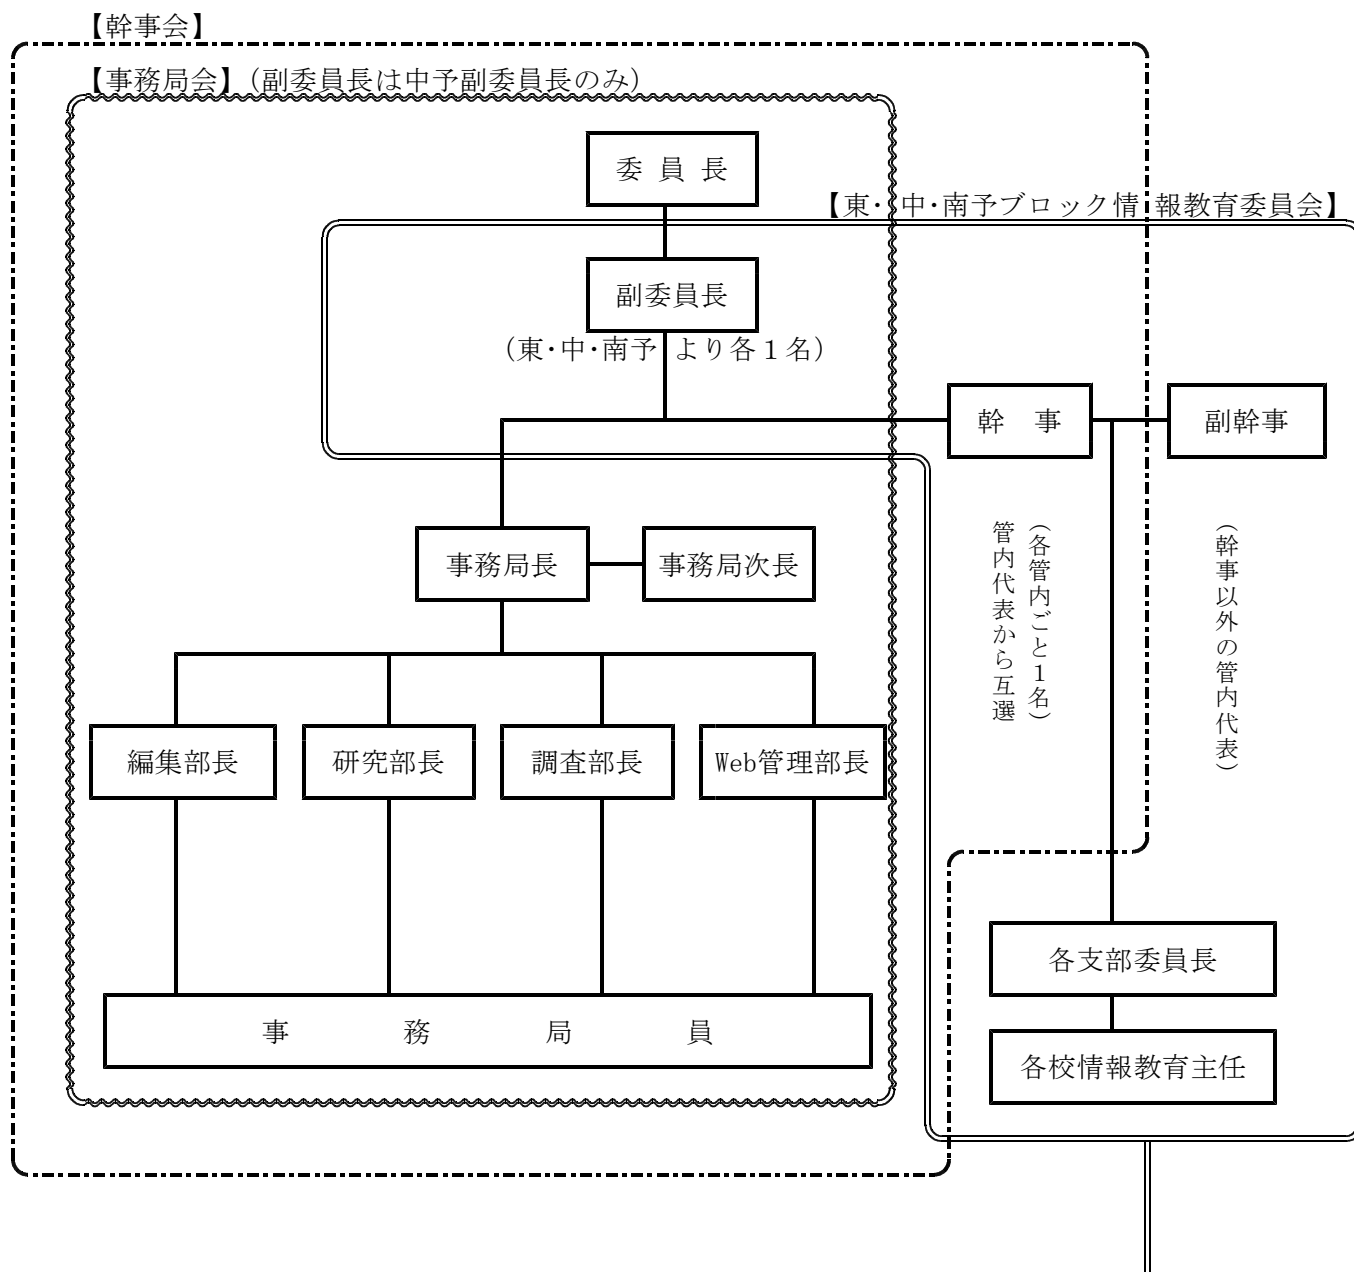 【幹事会】
【事務局会】(副委員長は中予副委員長のみ)
委 員 長
【東・中・南予ブロック情報教育委員会】
副委員長
(東・中・南予より各１名)
幹　事
副幹事
(各管内ごと１名)
管内代表から互選
(幹事以外の管内代表)
事務局長
事務局次長
編集部長
研究部長
調査部長
Web管理部長
各支部委員長
事　務　局　員
各校情報教育主任